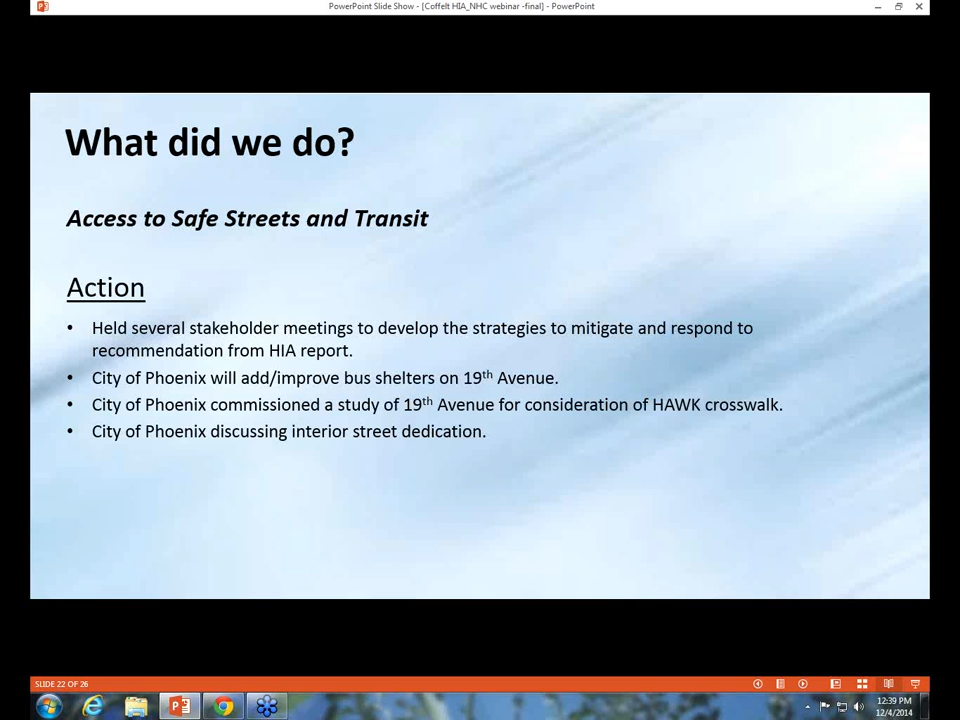 PowerPoint Slide Show - [Coffelt HIA_NHC webinar -final] - PowerPoint
What did we do?
Access to Safe Streets and Transit
Action
• Held several stakeholder meetings to develop the strategies to mitigate and respond to
recommendation from HIA report.
• City of Phoenix will add/improve bus shelters on 19th Avenue.
• City of Phoenix commissioned a study of 19th Avenue for consideration of HAWK crosswalk.
• City of Phoenix discussing interior street dedication.
SLIDE 22 OF 26
12:39 PM
12/4/2014